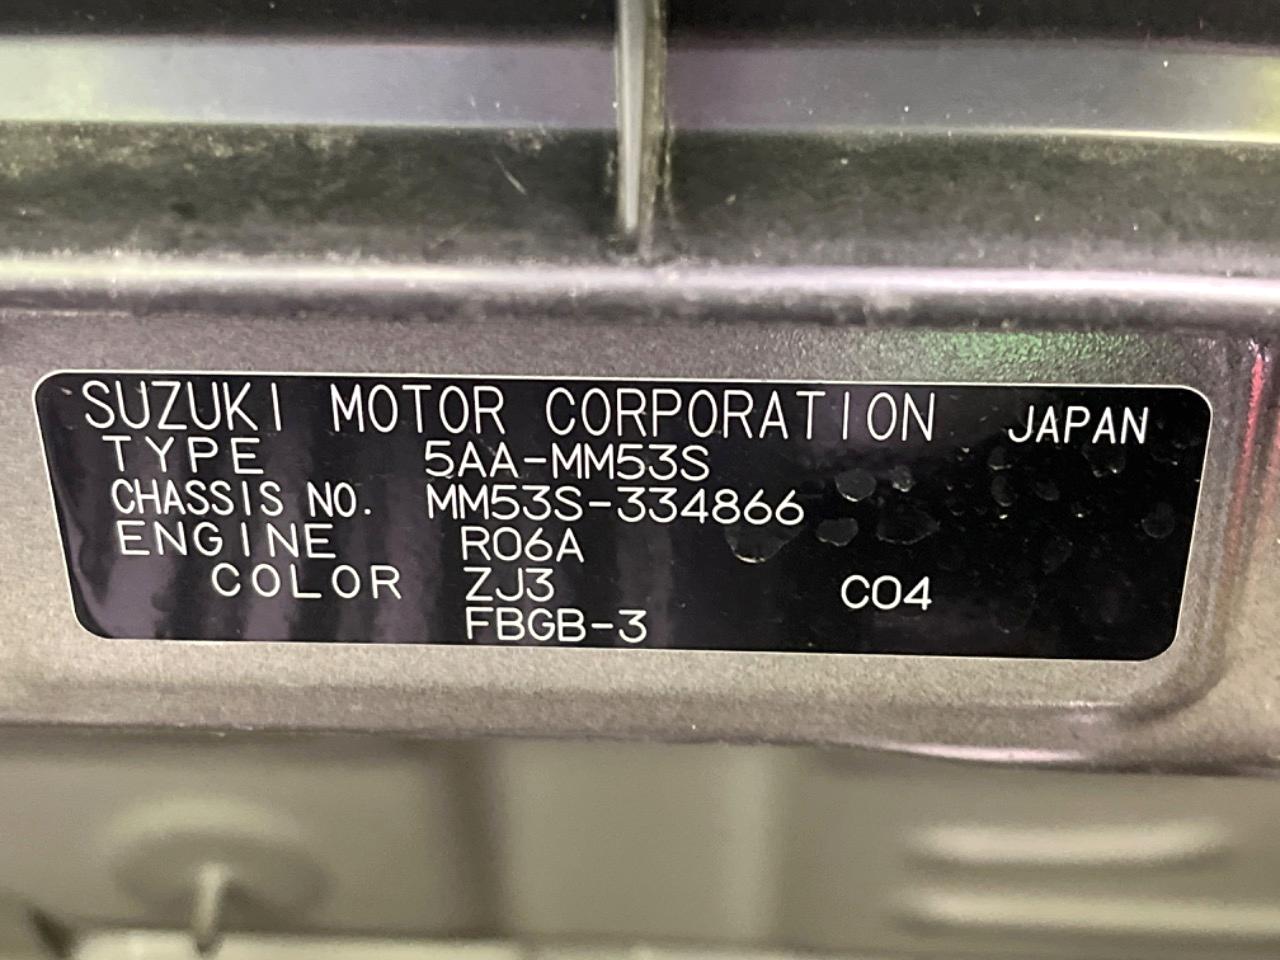 SUZUKI MOTOR CORPORATION JAPAN
TYPE 5AA-MM53S
CHASSIS NO. MM53S-334866
ENGINE R06A
COLOR ZJ3 C04
FBGB-3